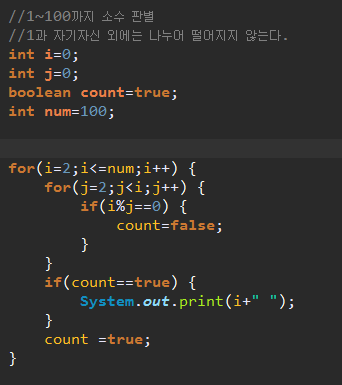 //1~100까지 소수 판별
//1과 자기자신 외에는 나누어 떨어지지 않는다.
int i=0;
int j=0;
boolean count=true;
int num=100;
for(i=2;i<=num;i++) {
    for(j=2;j<i;j++) {
        if(i%j==0) {
            count=false;
        }
    }
    if(count==true) {
        System.out.print(i+" ");
    }
    count =true;
}